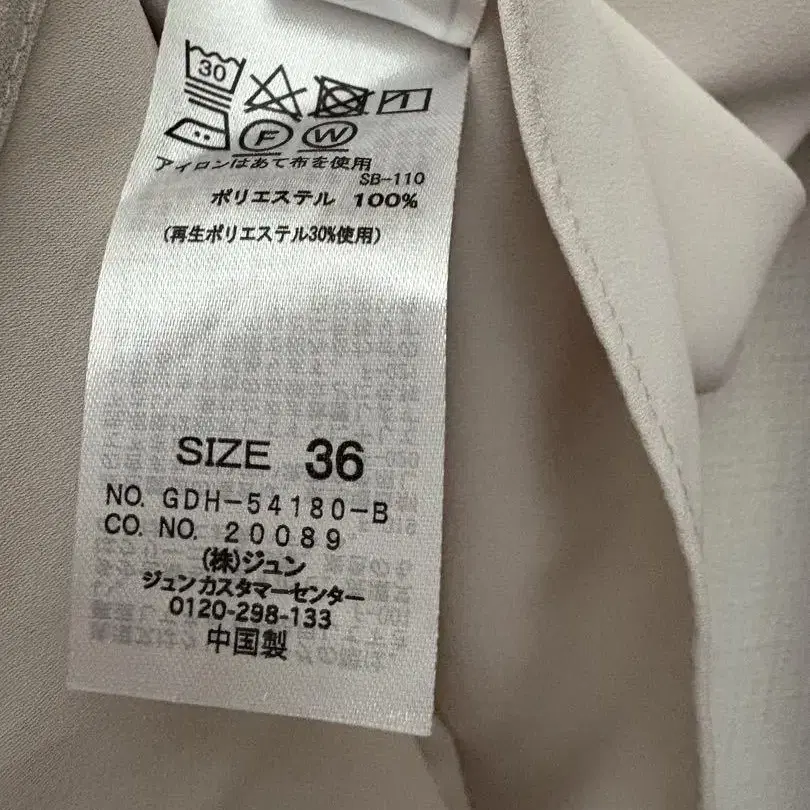 30
F W
アイロンはあて布を使用
SB-110
ポリエステル 100%
(再生ポリエステル30%使用)
SIZE 36
NO. GDH-54180-B
CO. NO. 20089
(株)ジュン
ジュンカスタマーセンター
0120-298-133
中国製